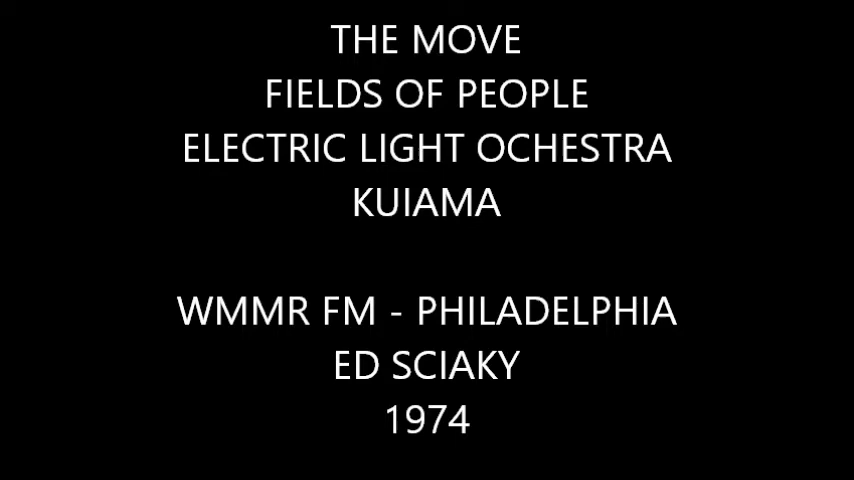 THE MOVE
FIELDS OF PEOPLE
ELECTRIC LIGHT OCHESTRA
KUIAMA
WMMR FM - PHILADELPHIA
ED SCIAKY
1974